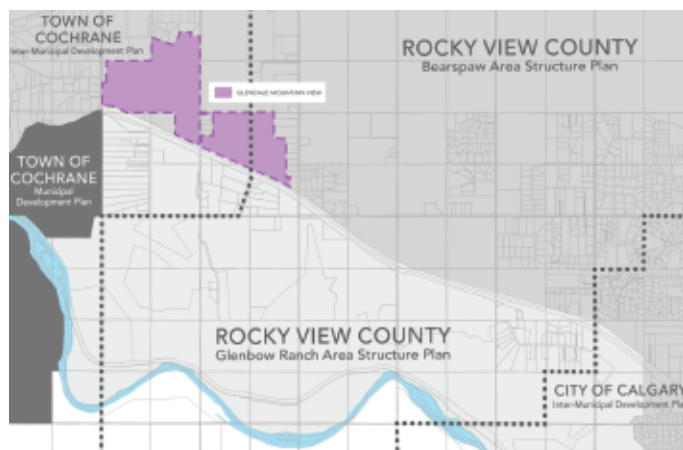 TOWN OF
COCHRANE
Inter-Municipal Development Plan
ROCKY VIEW COUNTY
Bearspaw Area Structure Plan
GLENDALE MOUNTAIN VIEW
TOWN OF
COCHRANE
Municipal
Development Plan
ROCKY VIEW COUNTY
Glenbow Ranch Area Structure Plan
CITY OF CALGARY
Inter-Municipal Development Pla